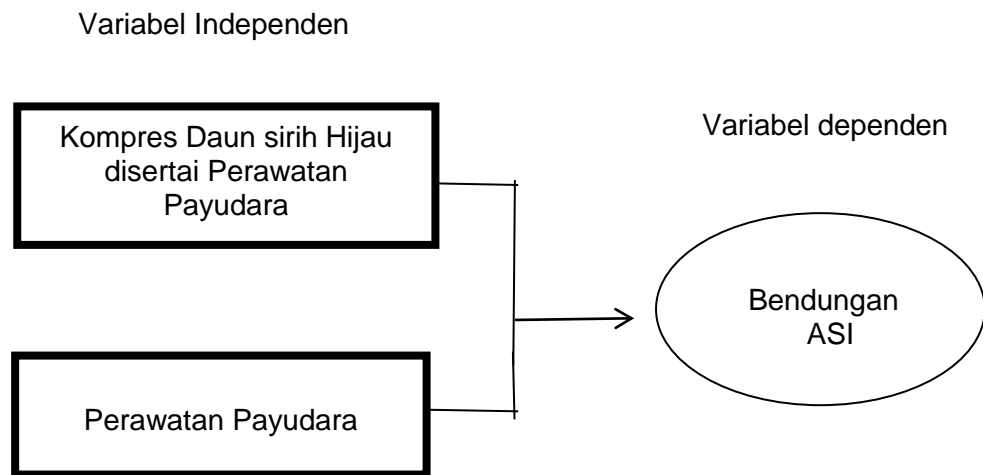 Variabel Independen
Kompres Daun sirih Hijau
disertai Perawatan
Payudara
Perawatan Payudara
Variabel dependen
Bendungan
ASI